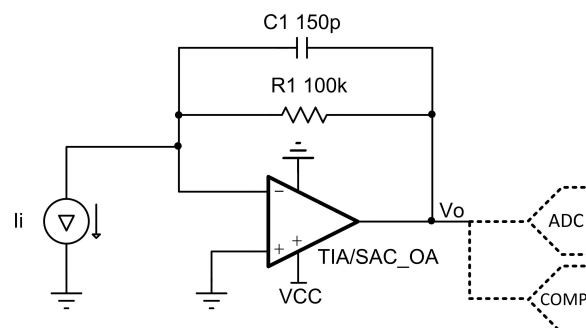 C1 150p
R1 100k
Ii
−
+
+
TIA/SAC_OA
VCC
Vo
ADC
COMP